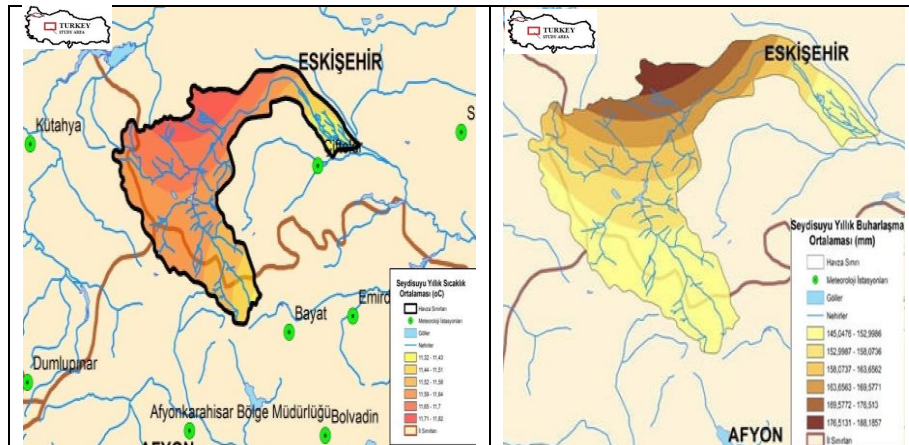 TURKEY
STUDY AREA
ESKİŞEHİR
Kütahya
S
Bayat
Emird
Dumlupınar
Afyonkarahisar Bölge Müdürlüğü
Bolvadin
AFYON
Seydisuyu Yıllık Sıcaklık
Ortalaması (oC)
Havza Sınırları
Meteoroloji İstasyonları
Göller
Nehirler
11,32 - 11,43
11,44 - 11,51
11,52 - 11,58
11,59 - 11,64
11,65 - 11,7
11,71 - 11,82
İl Sınırları
TURKEY
STUDY AREA
ESKİŞEHİR
Seydisuyu Yıllık Buharlaşma
Ortalaması (mm)
Havza Sınırı
Meteoroloji İstasyonları
Göller
Nehirler
145,0476 - 152,9986
152,9987 - 158,0736
158,0737 - 163,6562
163,6563 - 169,5771
169,5772 - 176,513
176,5131 - 188,1857
İl Sınırları
AFYON